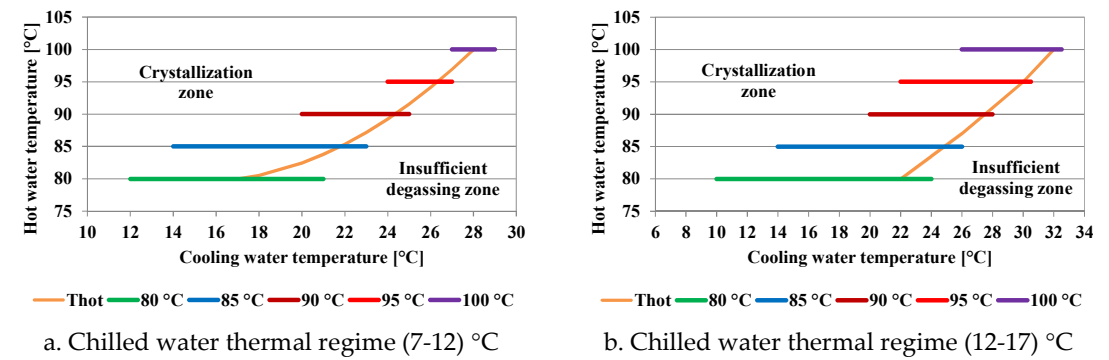 Hot water temperature [°C]
105
100
95
90
85
80
75
Crystallization
zone
Insufficient
degassing zone
10 12 14 16 18 20 22 24 26 28 30
Cooling water temperature [°C]
Thot 80 °C 85 °C 90 °C 95 °C 100 °C
a. Chilled water thermal regime (7-12) °C
Hot water temperature [°C]
105
100
95
90
85
80
75
Crystallization
zone
Insufficient
degassing zone
6 8 10 12 14 16 18 20 22 24 26 28 30 32 34
Cooling water temperature [°C]
Thot 80 °C 85 °C 90 °C 95 °C 100 °C
b. Chilled water thermal regime (12-17) °C